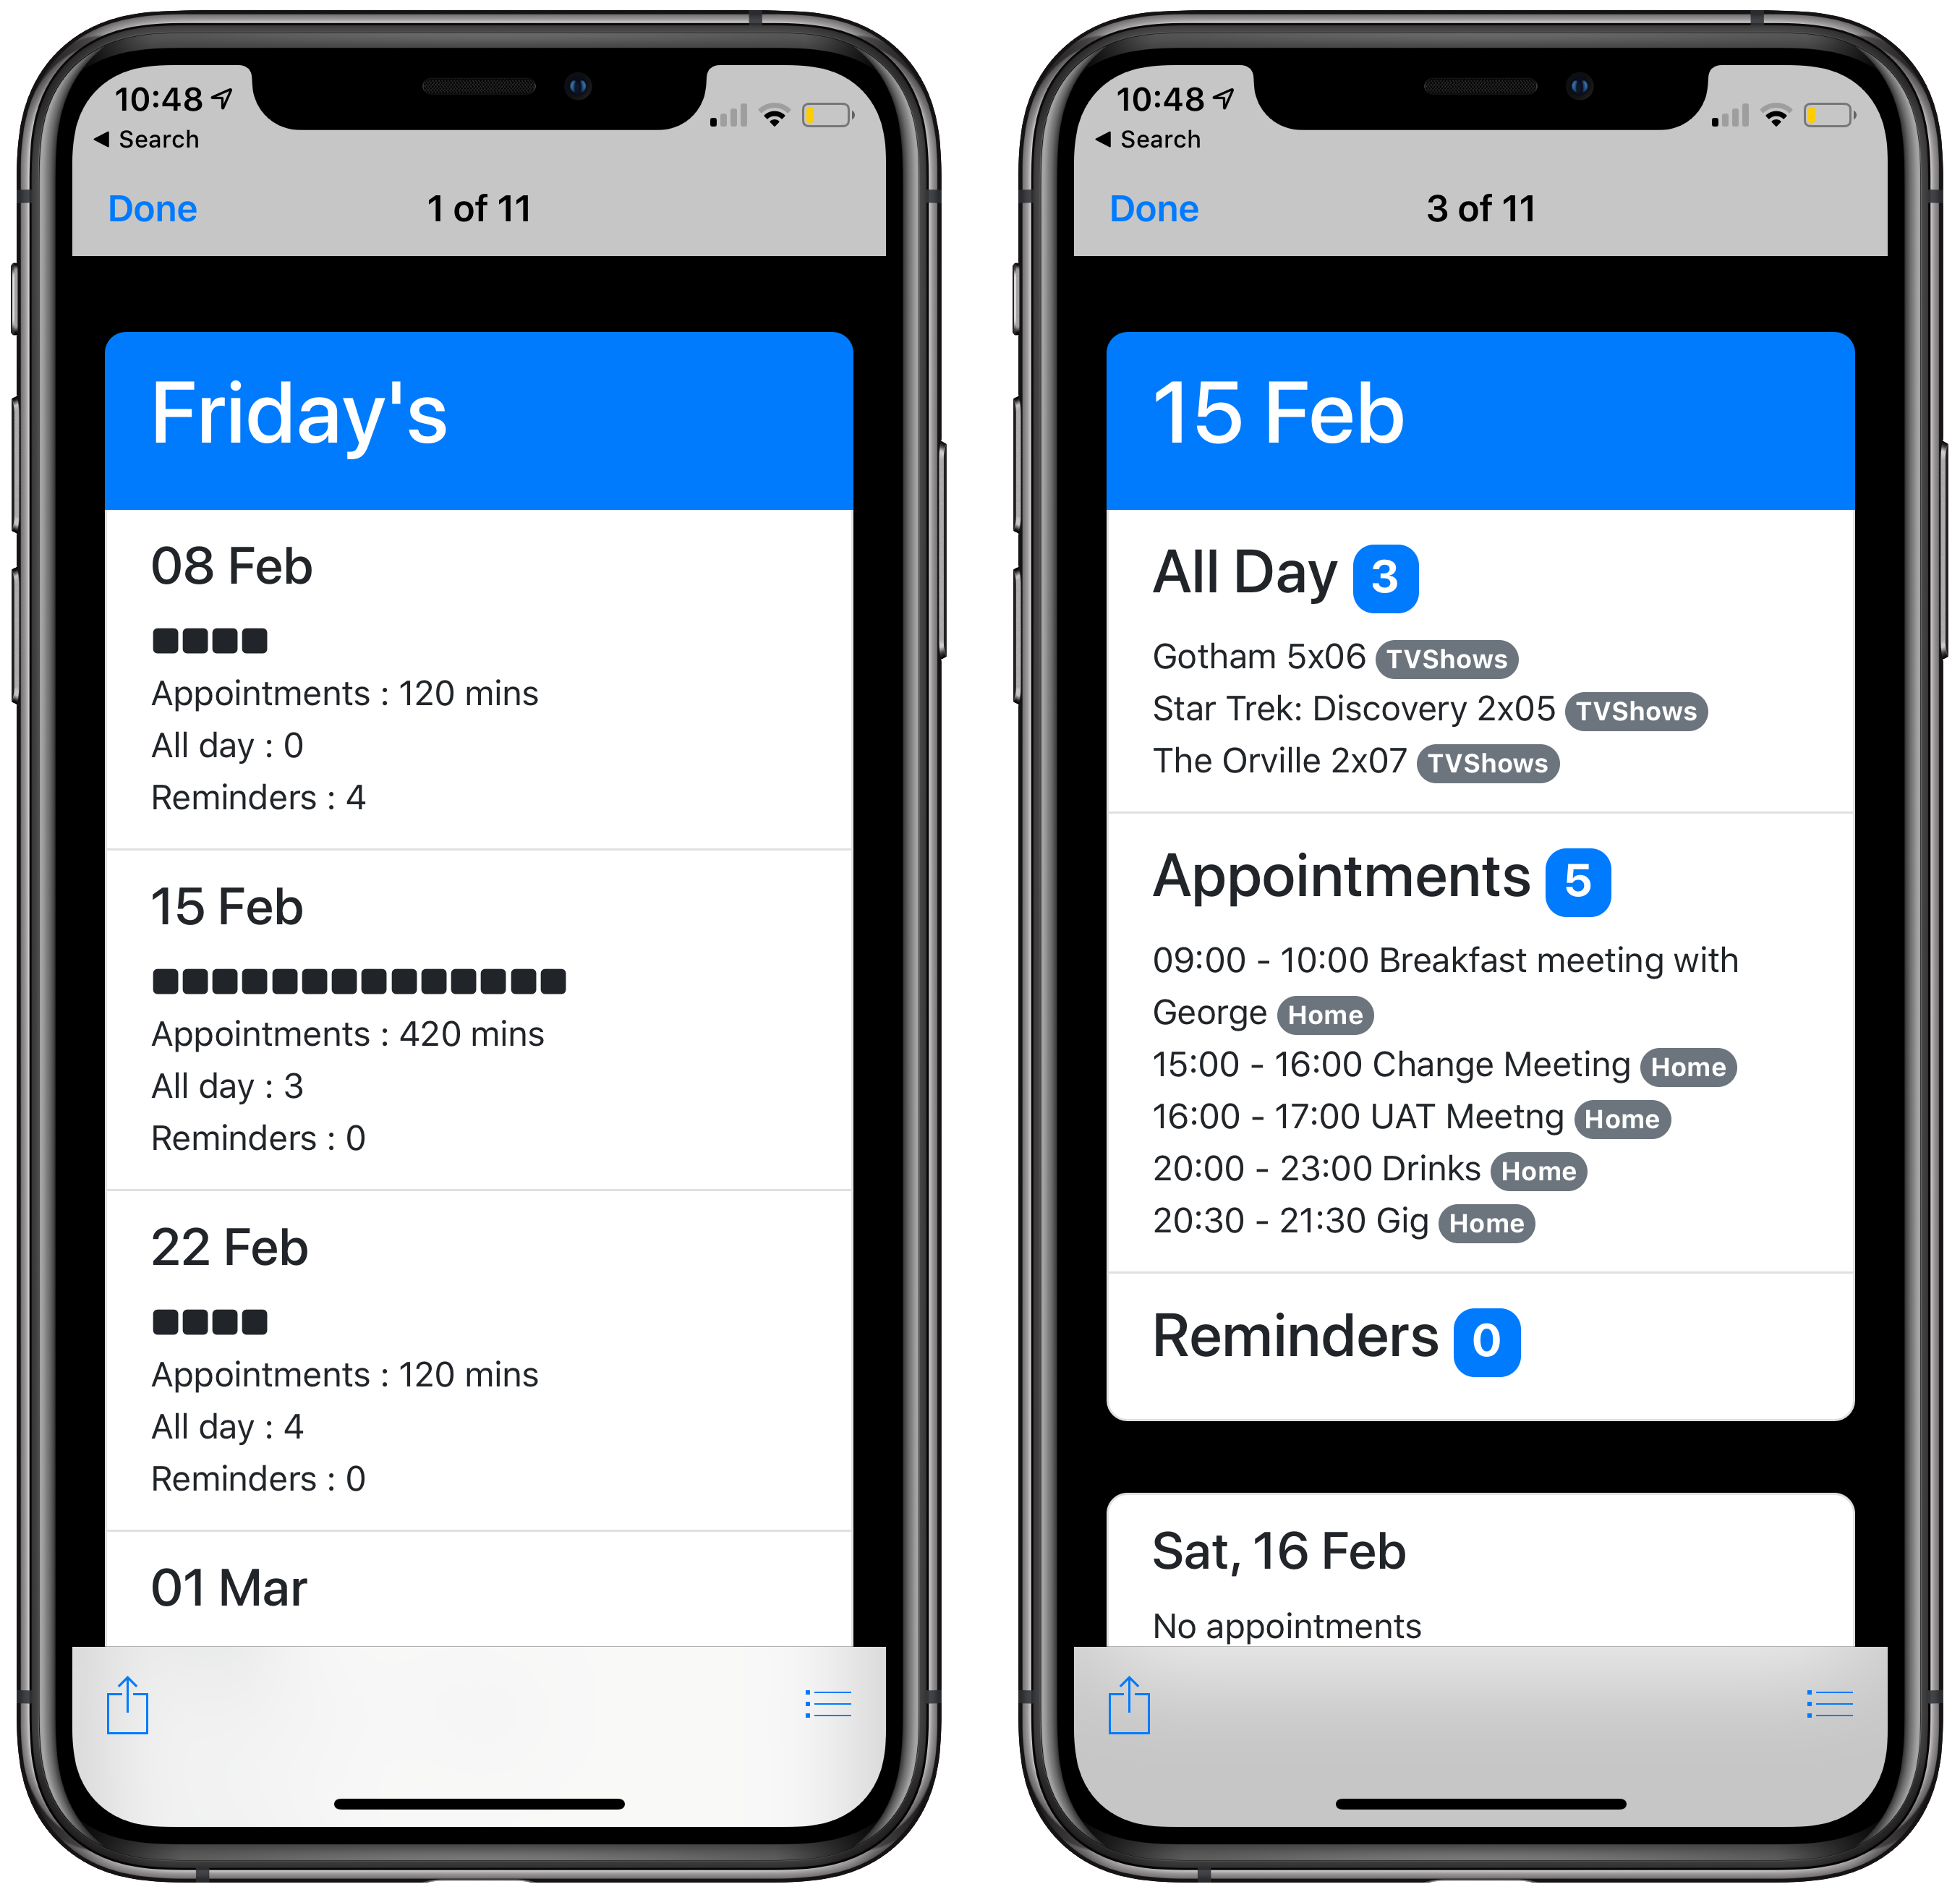 10:48
◀ Search
Done
1 of 11
Friday's
08 Feb
Appointments : 120 mins
All day : 0
Reminders : 4
15 Feb
Appointments : 420 mins
All day : 3
Reminders : 0
22 Feb
Appointments : 120 mins
All day : 4
Reminders : 0
01 Mar
10:48
◀ Search
Done
3 of 11
15 Feb
All Day 3
Gotham 5x06 TVShows
Star Trek: Discovery 2x05 TVShows
The Orville 2x07 TVShows
Appointments 5
09:00 - 10:00 Breakfast meeting with
George Home
15:00 - 16:00 Change Meeting Home
16:00 - 17:00 UAT Meetng Home
20:00 - 23:00 Drinks Home
20:30 - 21:30 Gig Home
Reminders 0
Sat, 16 Feb
No appointments